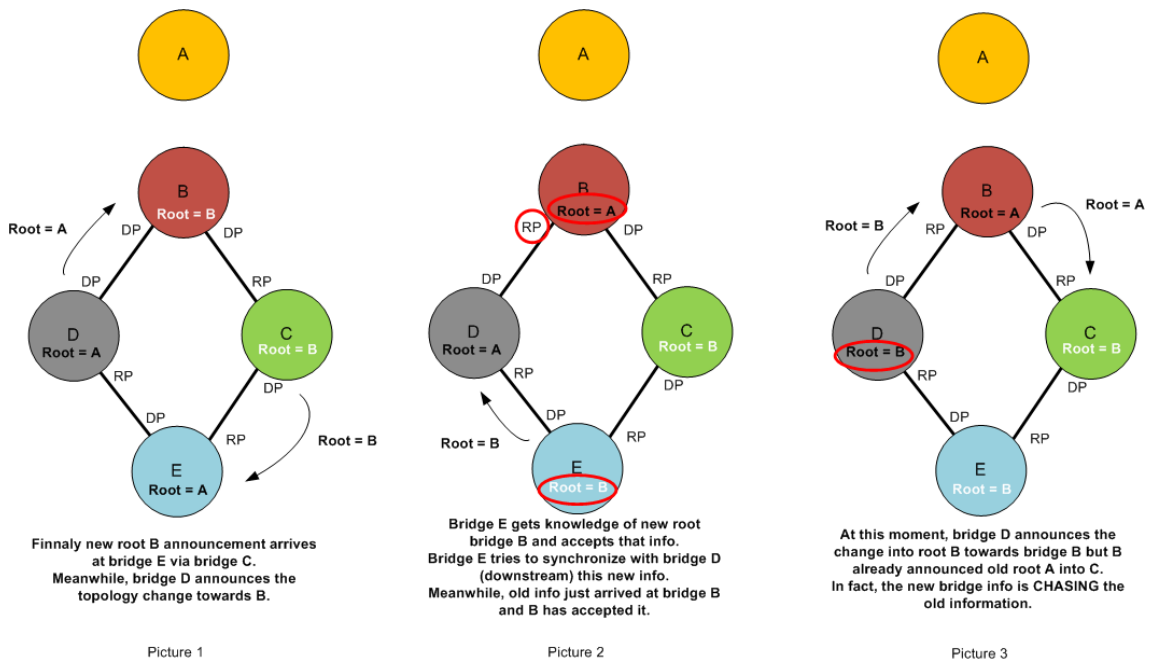 A
B
Root = B
Root = A
DP
DP
DP
RP
D
Root = A
C
Root = B
RP
DP
DP
RP
Root = B
E
Root = A
Finnaly new root B announcement arrives
at bridge E via bridge C.
Meanwhile, bridge D announces the
topology change towards B.
Picture 1
A
B
Root = A
RP
DP
DP
RP
D
Root = A
C
Root = B
RP
DP
DP
RP
Root = B
E
Root = B
Bridge E gets knowledge of new root
bridge B and accepts that info.
Bridge E tries to synchronize with bridge D
(downstream) this new info.
Meanwhile, old info just arrived at bridge B
and B has accepted it.
Picture 2
A
B
Root = A
Root = A
Root = B
RP
DP
DP
RP
D
Root = B
C
Root = B
RP
DP
DP
RP
E
Root = B
At this moment, bridge D announces the
change into root B towards bridge B but B
already announced old root A into C.
In fact, the new bridge info is CHASING the
old information.
Picture 3